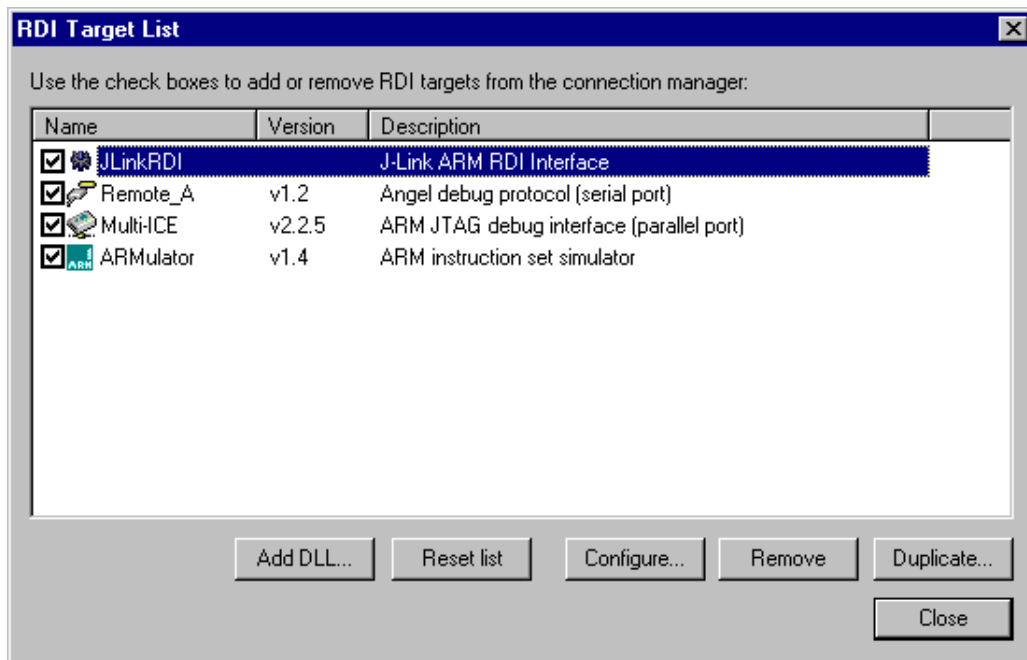 RDI Target List
Use the check boxes to add or remove RDI targets from the connection manager:
Name Version Description
JLinkRDI J-Link ARM RDI Interface
Remote_A v1.2 Angel debug protocol (serial port)
Multi-ICE v2.2.5 ARM JTAG debug interface (parallel port)
ARM ARMulator v1.4 ARM instruction set simulator
Add DLL... Reset list Configure... Remove Duplicate...
Close